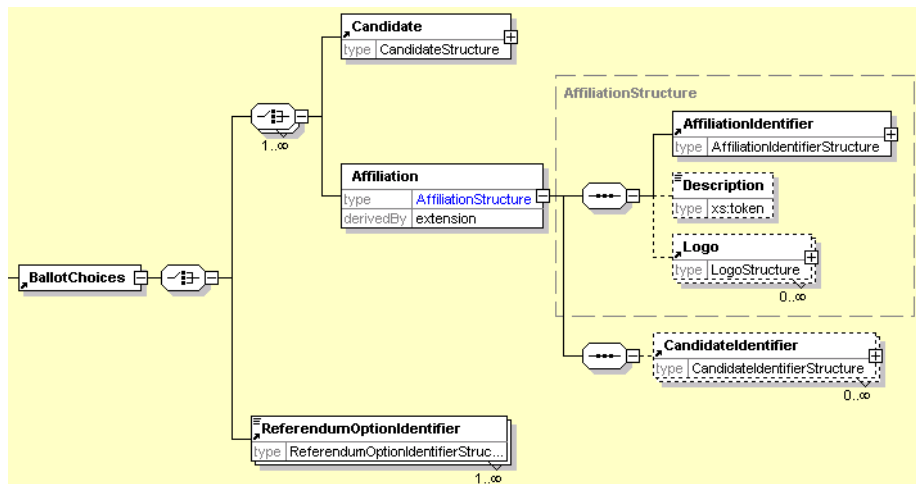 Candidate
type CandidateStructure
1..∞
AffiliationStructure
AffiliationIdentifier
type AffiliationIdentifierStructure
Affiliation
type AffiliationStructure
derivedBy extension
Description
type xs:token
Logo
type LogoStructure
0..∞
BallotChoices
CandidateIdentifier
type CandidateIdentifierStructure
0..∞
ReferendumOptionIdentifier
type ReferendumOptionIdentifierStruc...
1..∞